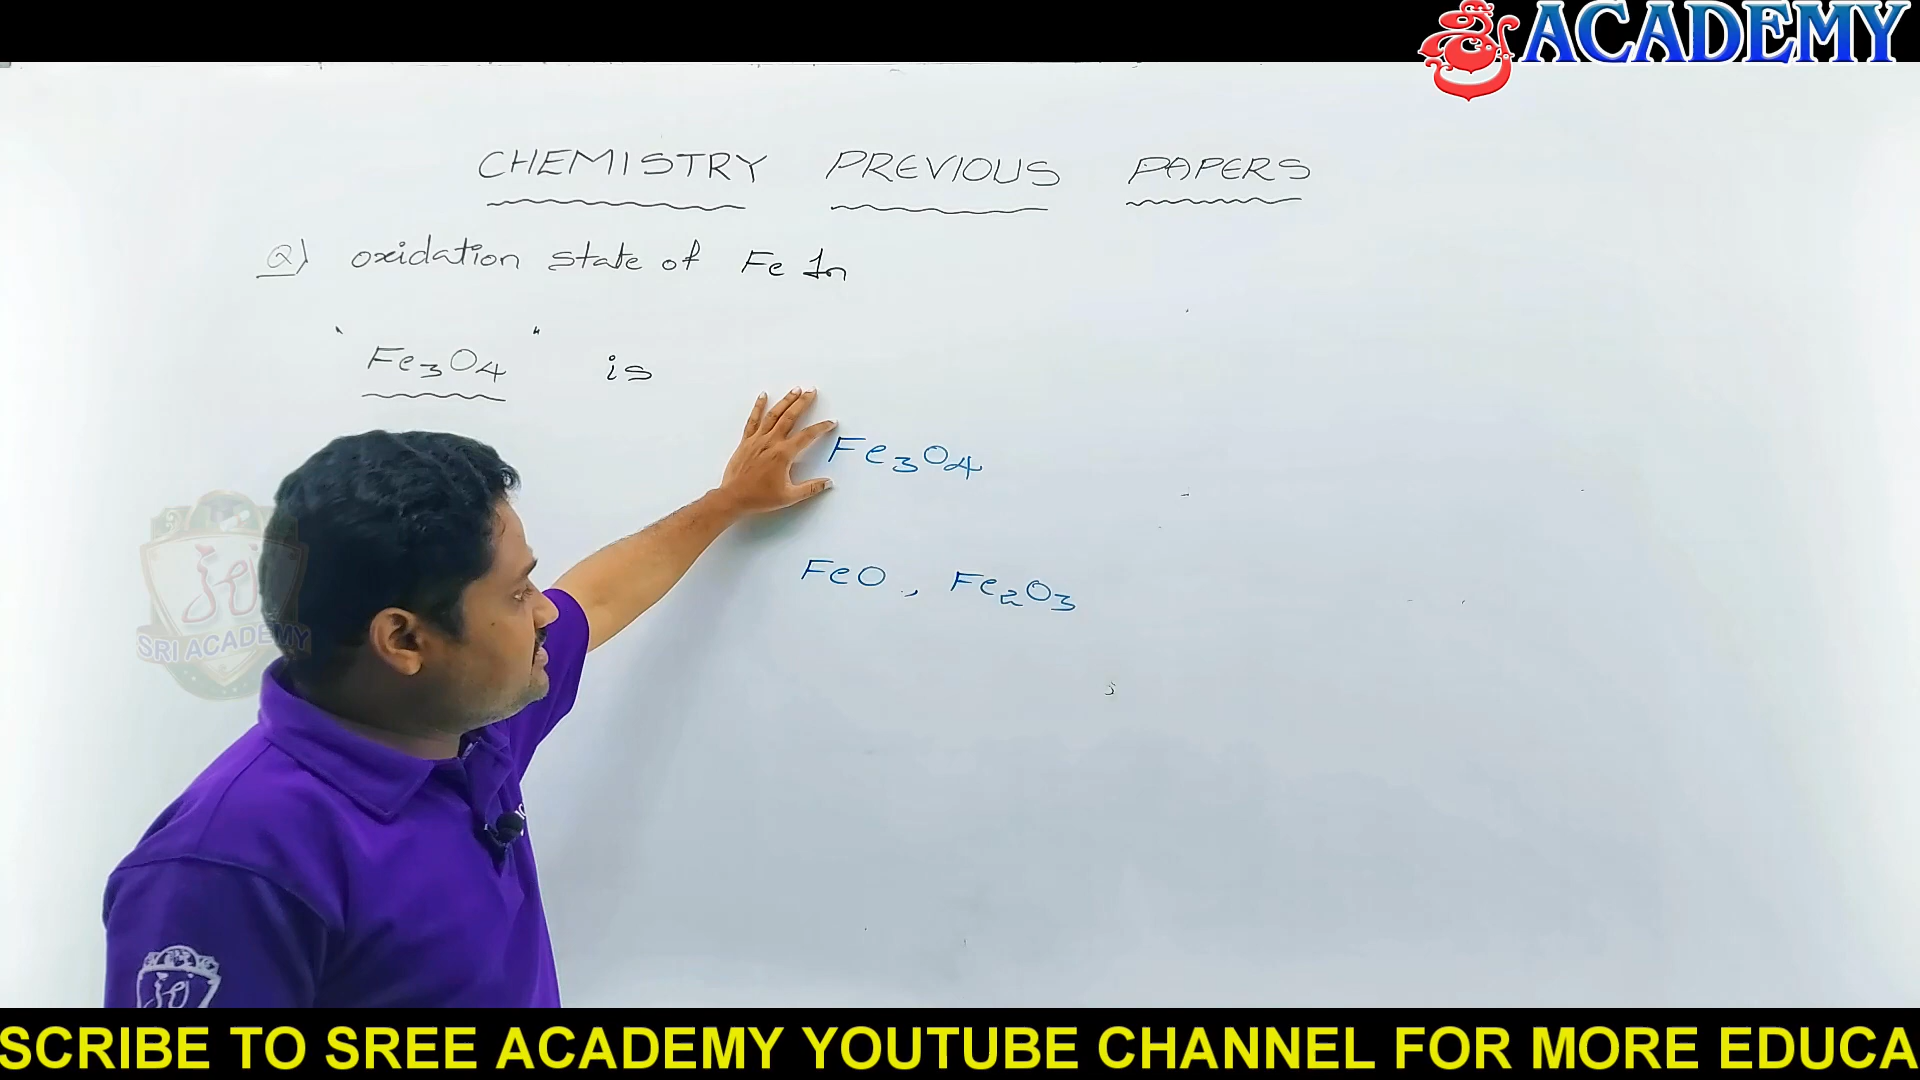 ACADEMY
CHEMISTRY PREVIOUS PAPERS
Q) oxidation state of Fe In
"Fe3O4" is
Fe3O4
FeO, Fe2O3
SRI ACADEMY
SCRIBE TO SREE ACADEMY YOUTUBE CHANNEL FOR MORE EDUCA